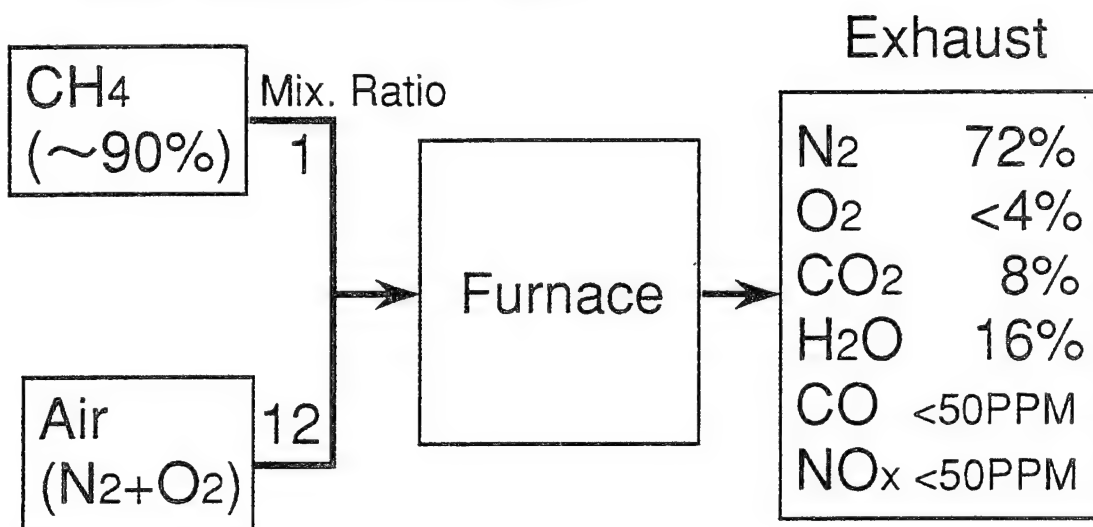 CH4
(～90%)
Mix. Ratio
1
Air
(N2+O2)
12
Furnace
Exhaust
N2 72%
O2 <4%
CO2 8%
H2O 16%
CO <50PPM
NOx <50PPM